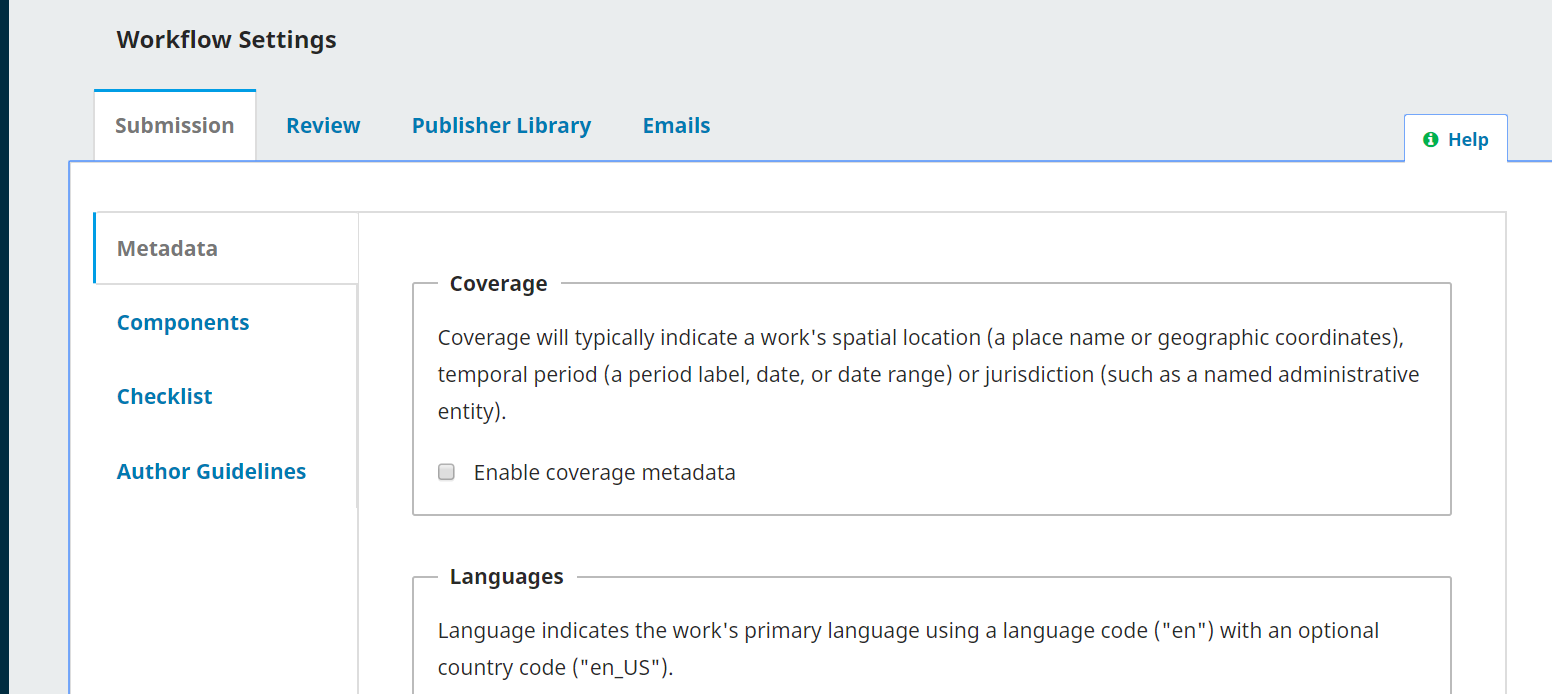 Workflow Settings
Submission Review Publisher Library Emails
Help
Metadata
Components
Checklist
Author Guidelines
Coverage
Coverage will typically indicate a work's spatial location (a place name or geographic coordinates),
temporal period (a period label, date, or date range) or jurisdiction (such as a named administrative
entity).
Enable coverage metadata
Languages
Language indicates the work's primary language using a language code ("en") with an optional
country code ("en_US").